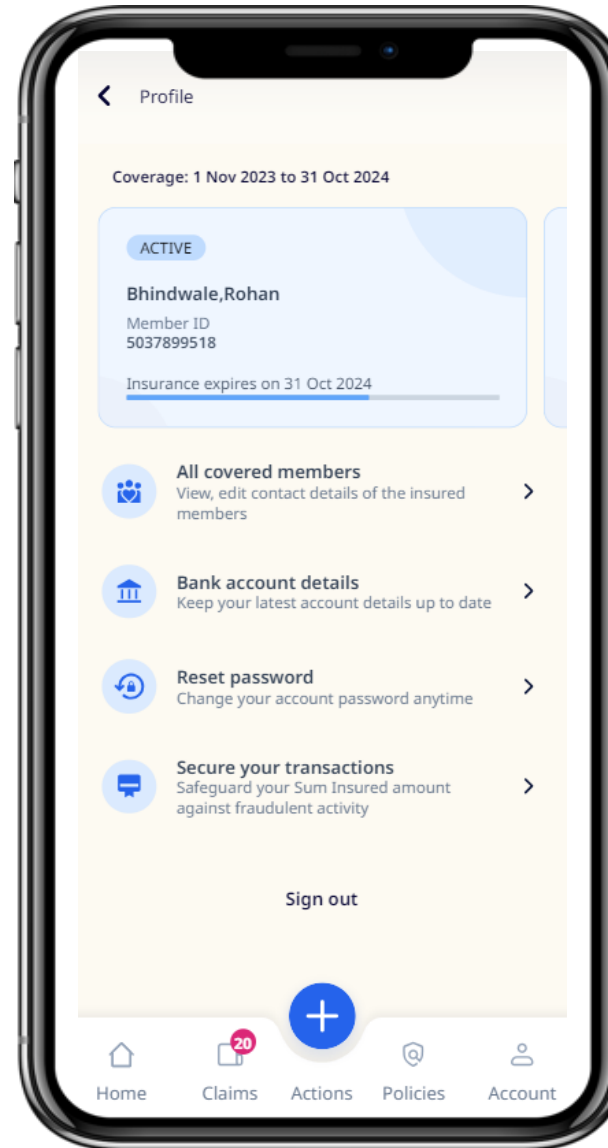 Profile
Coverage: 1 Nov 2023 to 31 Oct 2024
ACTIVE
Bhindwale,Rohan
Member ID
5037899518
Insurance expires on 31 Oct 2024
All covered members
View, edit contact details of the insured
members
Bank account details
Keep your latest account details up to date
Reset password
Change your account password anytime
Secure your transactions
Safeguard your Sum Insured amount
against fraudulent activity
Sign out
20
Home Claims Actions Policies Account